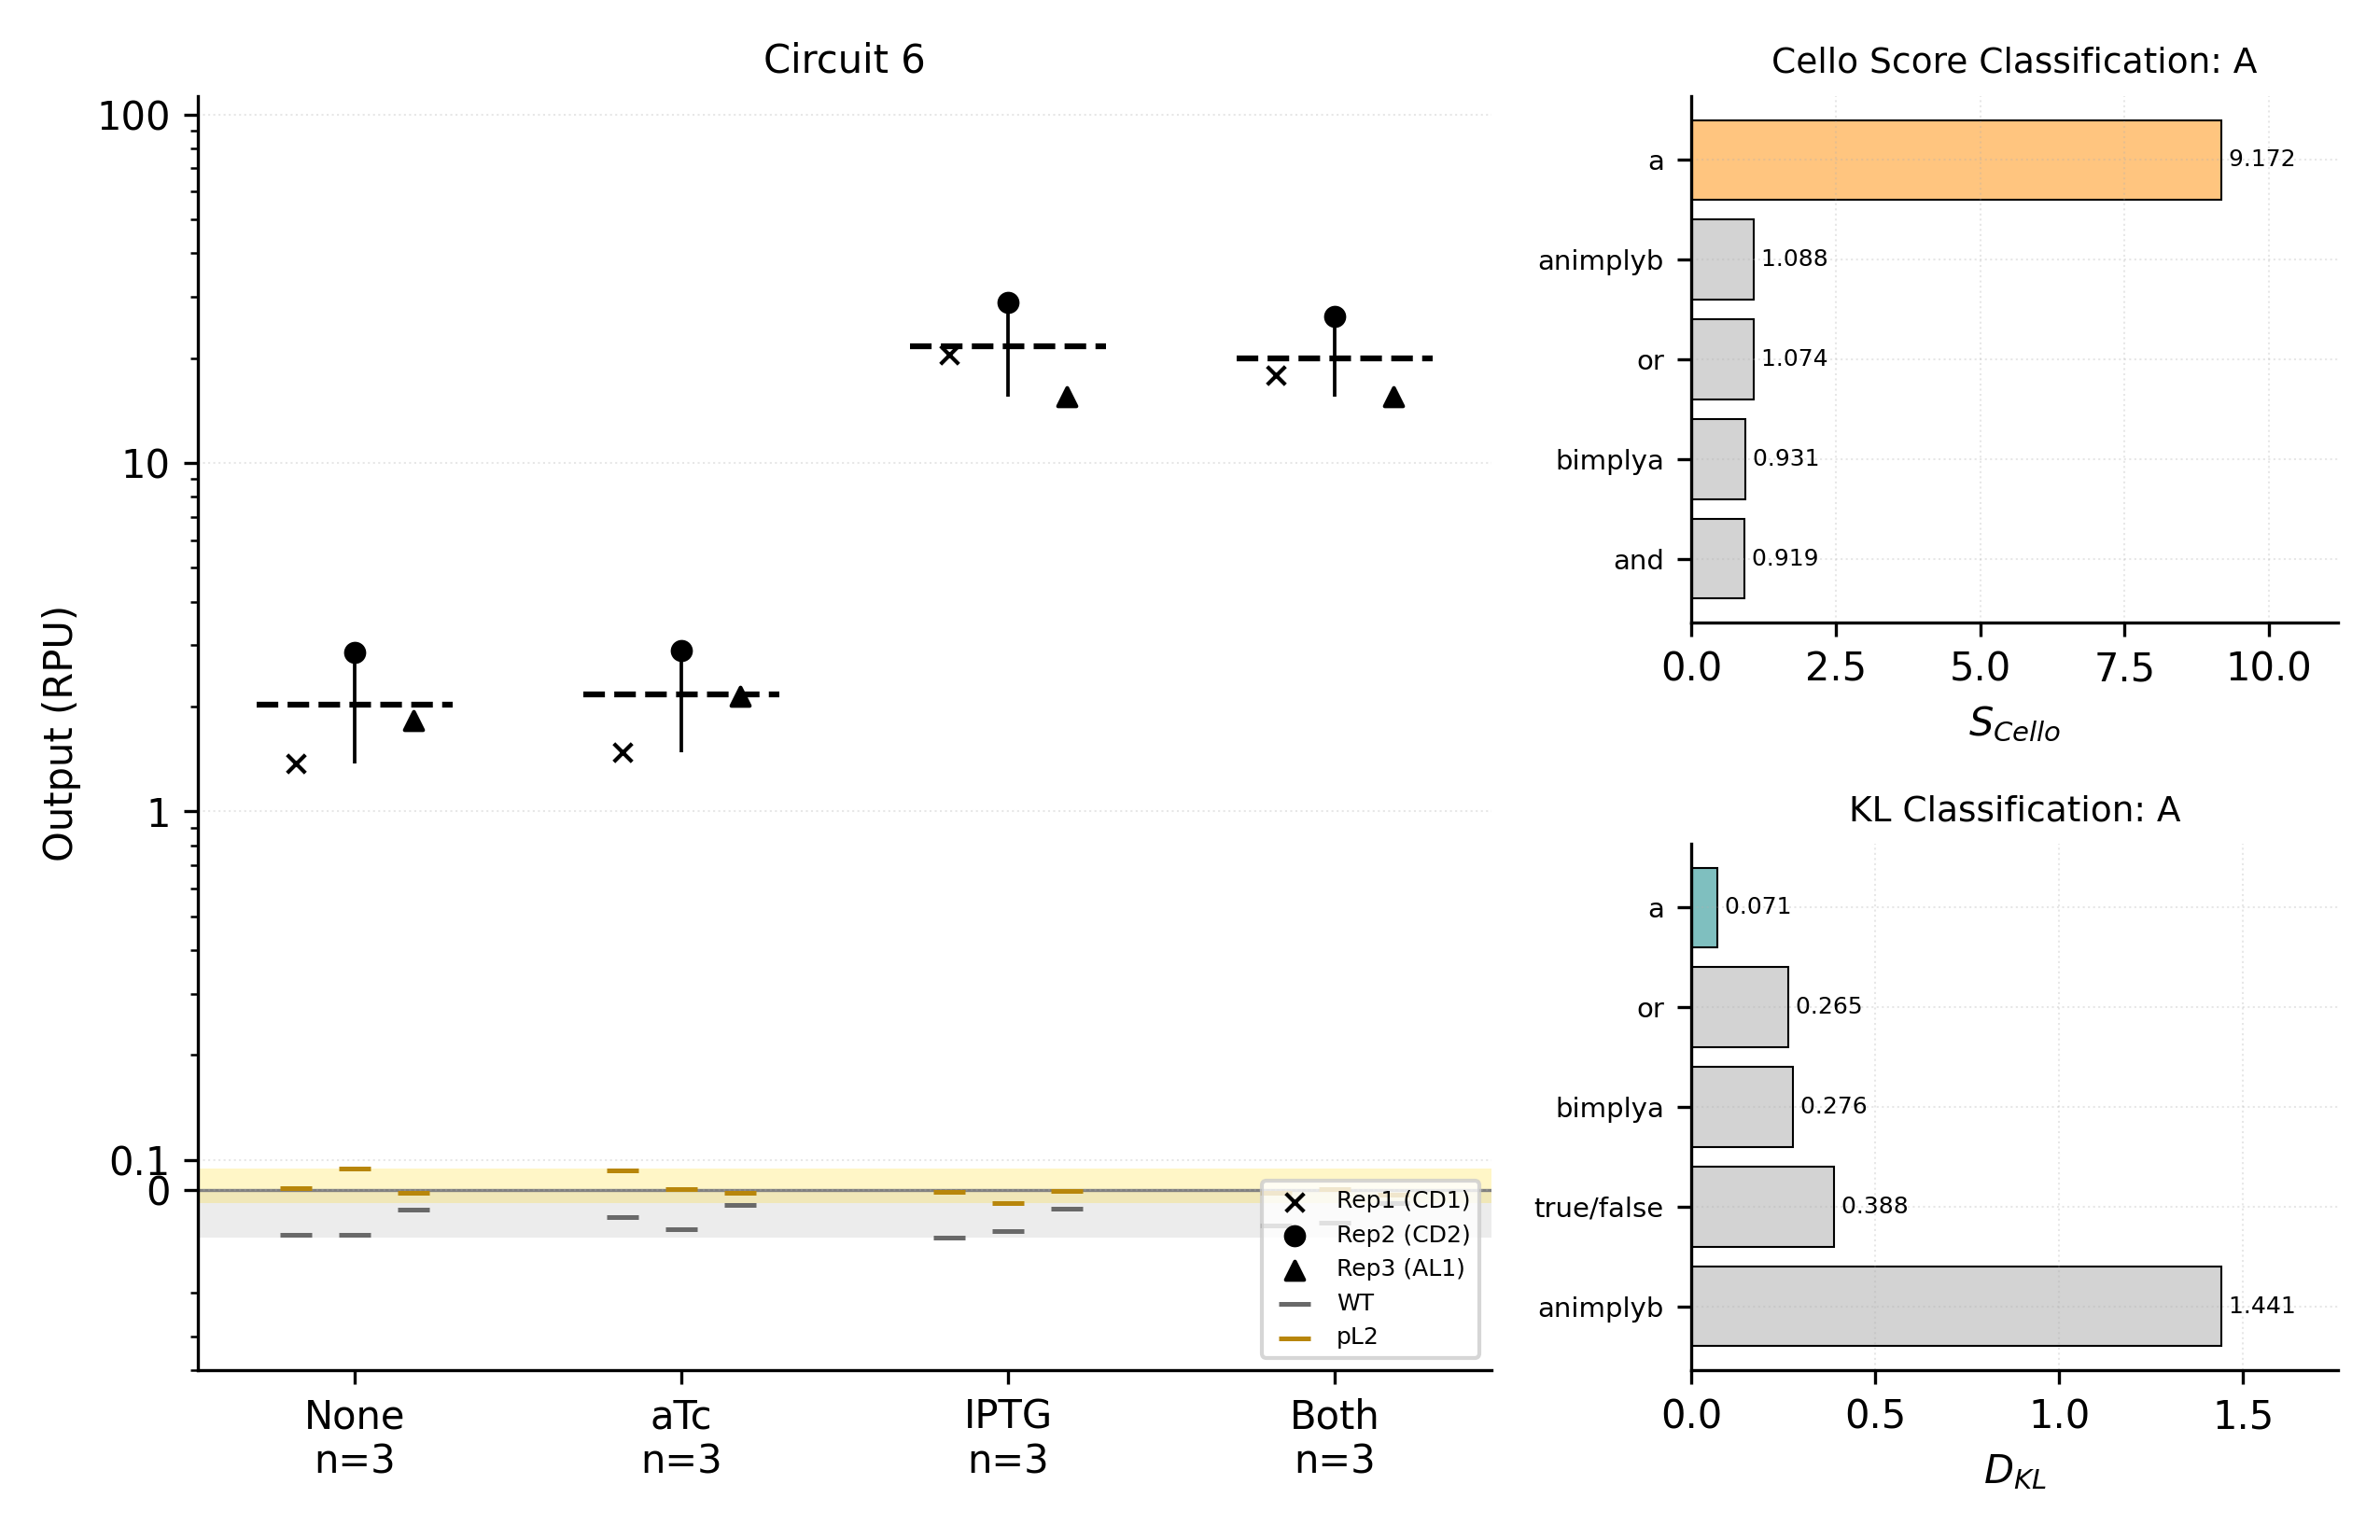 Circuit 6
Output (RPU)
100
10
1
0.1
0
None
n=3
aTc
n=3
IPTG
n=3
Both
n=3
Rep1 (CD1)
Rep2 (CD2)
Rep3 (AL1)
WT
pL2
Cello Score Classification: A
a
9.172
animplyb
1.088
or
1.074
bimplya
0.931
and
0.919
0.0
2.5
5.0
7.5
10.0
S_Cello
KL Classification: A
a
0.071
or
0.265
bimplya
0.276
true/false
0.388
animplyb
1.441
0.0
0.5
1.0
1.5
D_KL